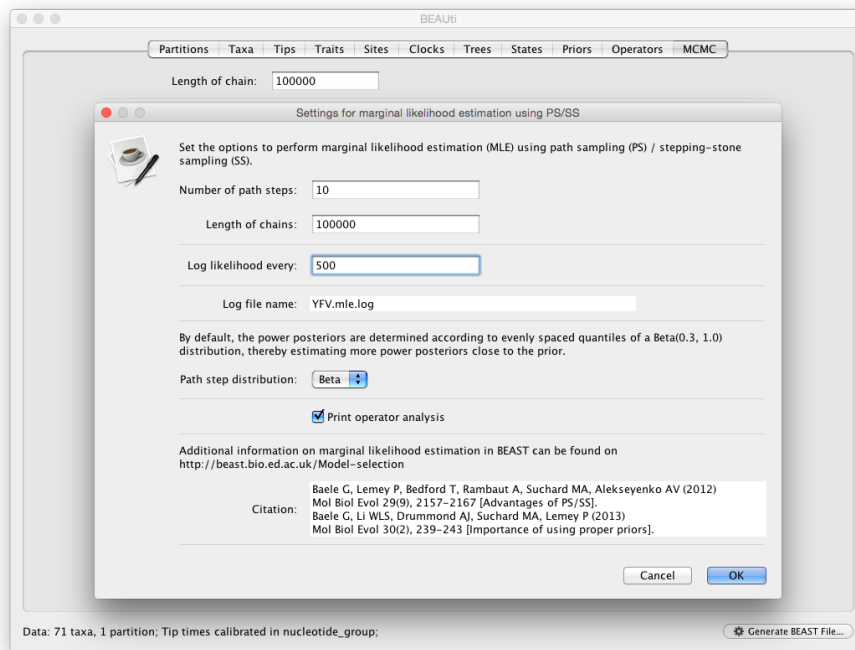 BEAUti
Partitions Taxa Tips Traits Sites Clocks Trees States Priors Operators MCMC
Length of chain: 100000
Settings for marginal likelihood estimation using PS/SS
Set the options to perform marginal likelihood estimation (MLE) using path sampling (PS) / stepping-stone
sampling (SS).
Number of path steps: 10
Length of chains: 100000
Log likelihood every: 500
Log file name: YFV.mle.log
By default, the power posteriors are determined according to evenly spaced quantiles of a Beta(0.3, 1.0)
distribution, thereby estimating more power posteriors close to the prior.
Path step distribution: Beta
Print operator analysis
Additional information on marginal likelihood estimation in BEAST can be found on
http://beast.bio.ed.ac.uk/Model-selection
Citation:
Baele G, Lemey P, Bedford T, Rambaut A, Suchard MA, Alekseyenko AV (2012)
Mol Biol Evol 29(9), 2157-2167 [Advantages of PS/SS].
Baele G, Li WLS, Drummond AJ, Suchard MA, Lemey P (2013)
Mol Biol Evol 30(2), 239-243 [Importance of using proper priors].
Cancel OK
Data: 71 taxa, 1 partition; Tip times calibrated in nucleotide_group; Generate BEAST File...